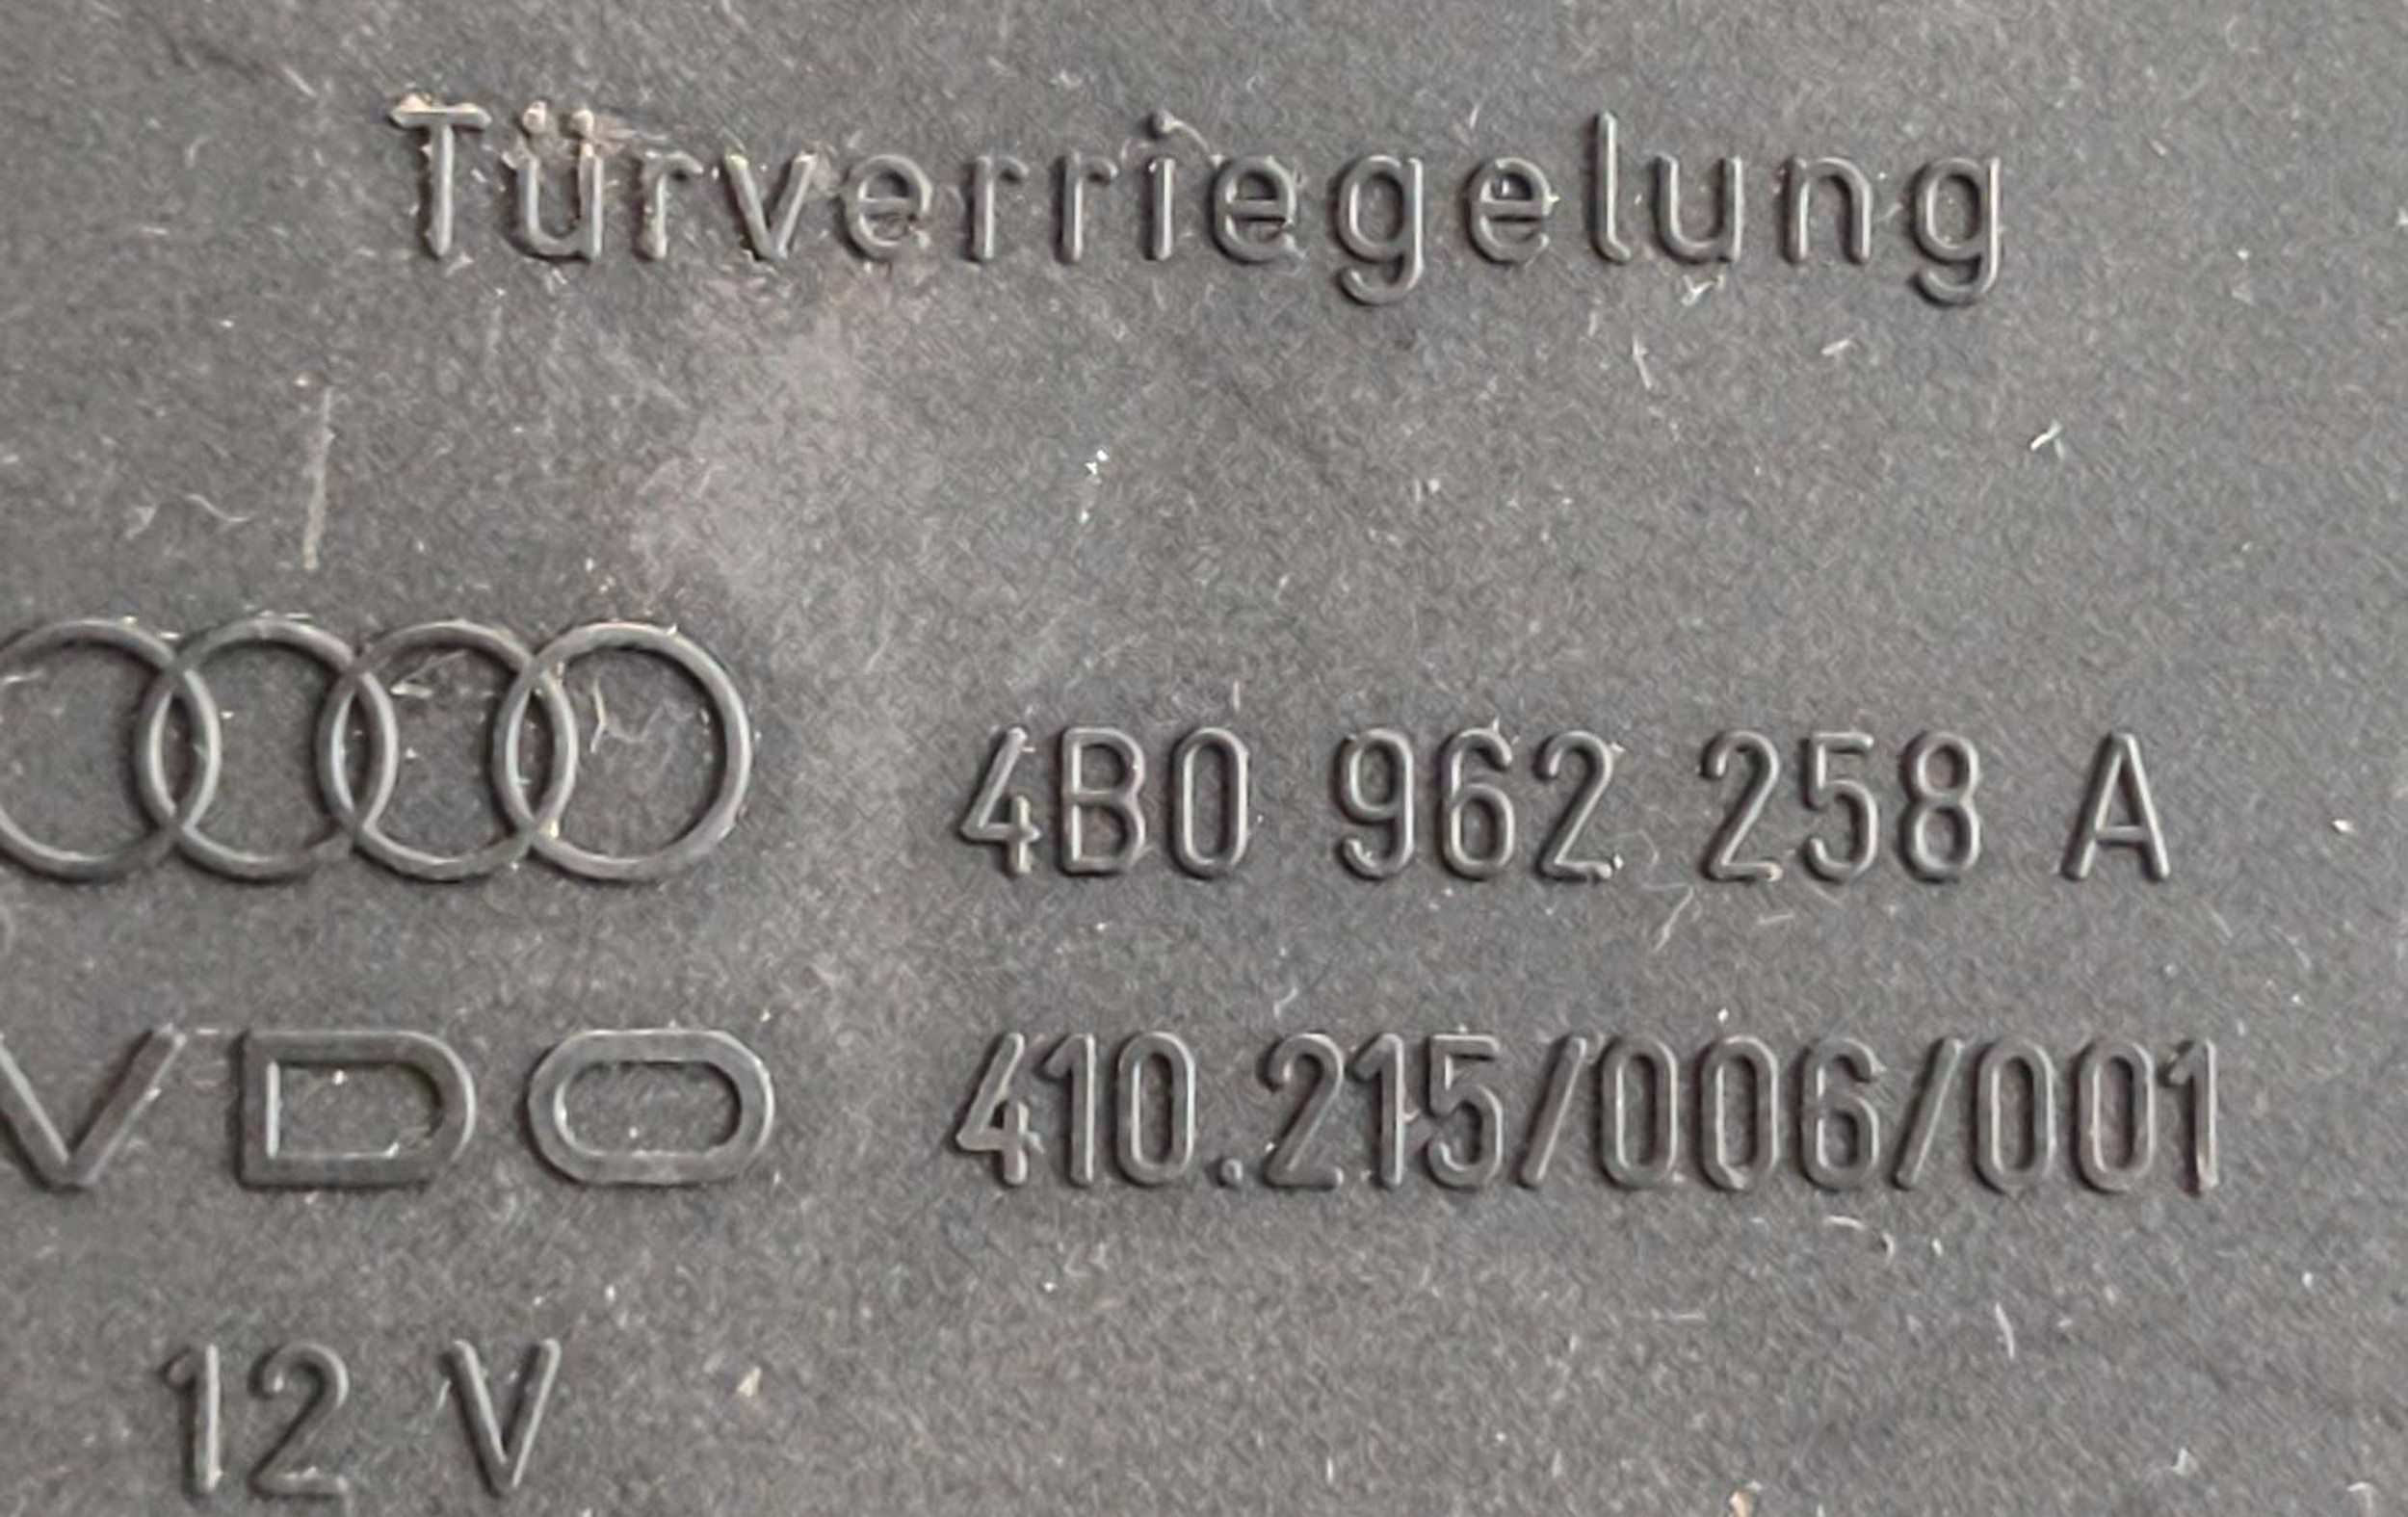 Türverriegelung
4B0 962 258 A
VDO 410.215/006/001
12 V